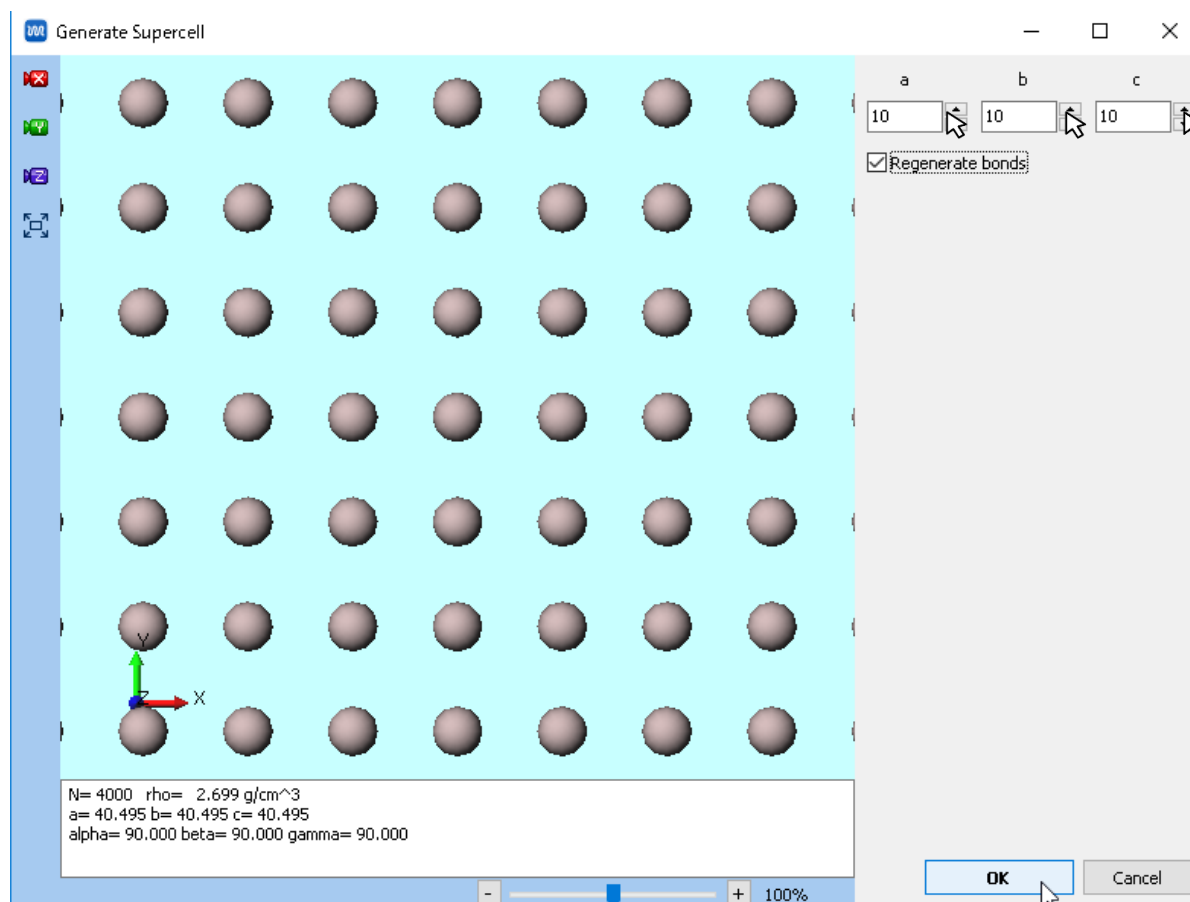 Generate Supercell
a b c
10 10 10
Regenerate bonds
X
Y
Z
Y
Z X
N= 4000 rho= 2.699 g/cm^3
a= 40.495 b= 40.495 c= 40.495
alpha= 90.000 beta= 90.000 gamma= 90.000
OK Cancel
- + 100%